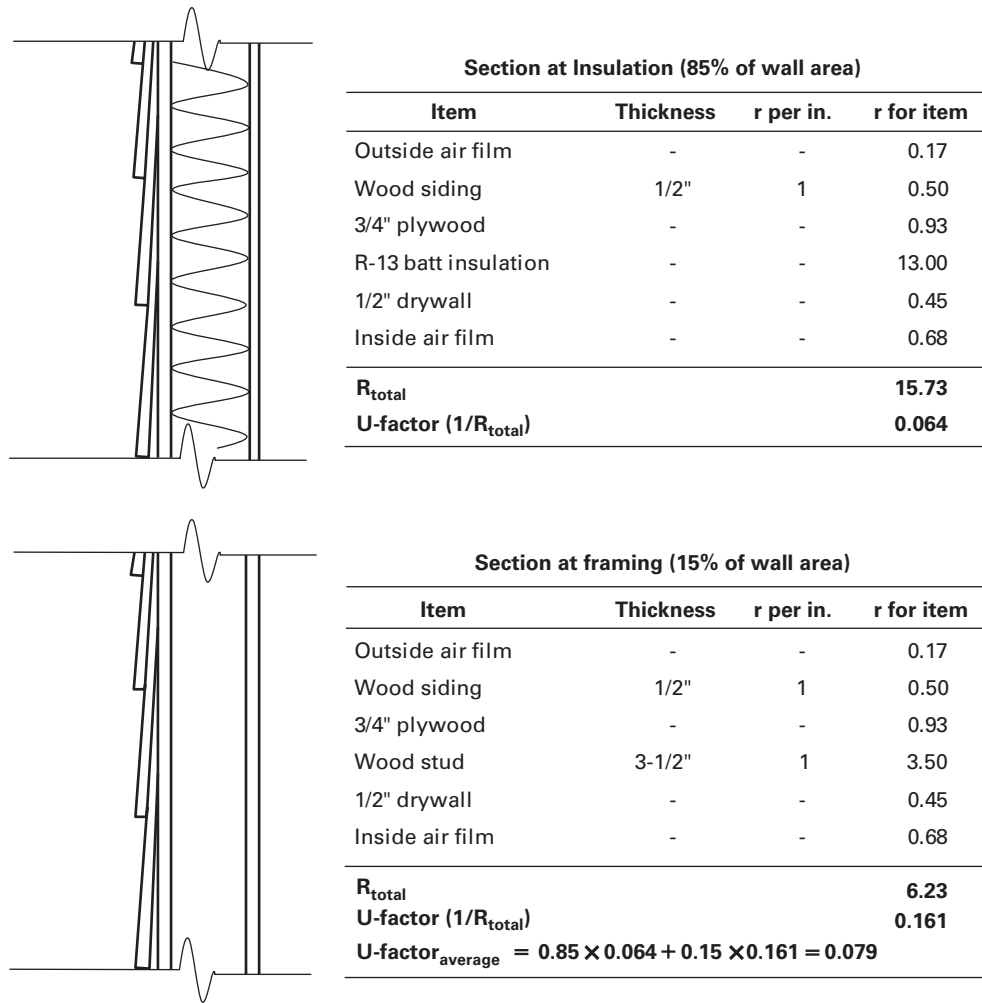 Section at Insulation (85% of wall area)
Item Thickness r per in. r for item
Outside air film - - 0.17
Wood siding 1/2" 1 0.50
3/4" plywood - - 0.93
R-13 batt insulation - - 13.00
1/2" drywall - - 0.45
Inside air film - - 0.68
Rtotal 15.73
U-factor (1/Rtotal) 0.064
Section at framing (15% of wall area)
Item Thickness r per in. r for item
Outside air film - - 0.17
Wood siding 1/2" 1 0.50
3/4" plywood - - 0.93
Wood stud 3-1/2" 1 3.50
1/2" drywall - - 0.45
Inside air film - - 0.68
Rtotal 6.23
U-factor (1/Rtotal) 0.161
U-factoraverage = 0.85 × 0.064 + 0.15 × 0.161 = 0.079